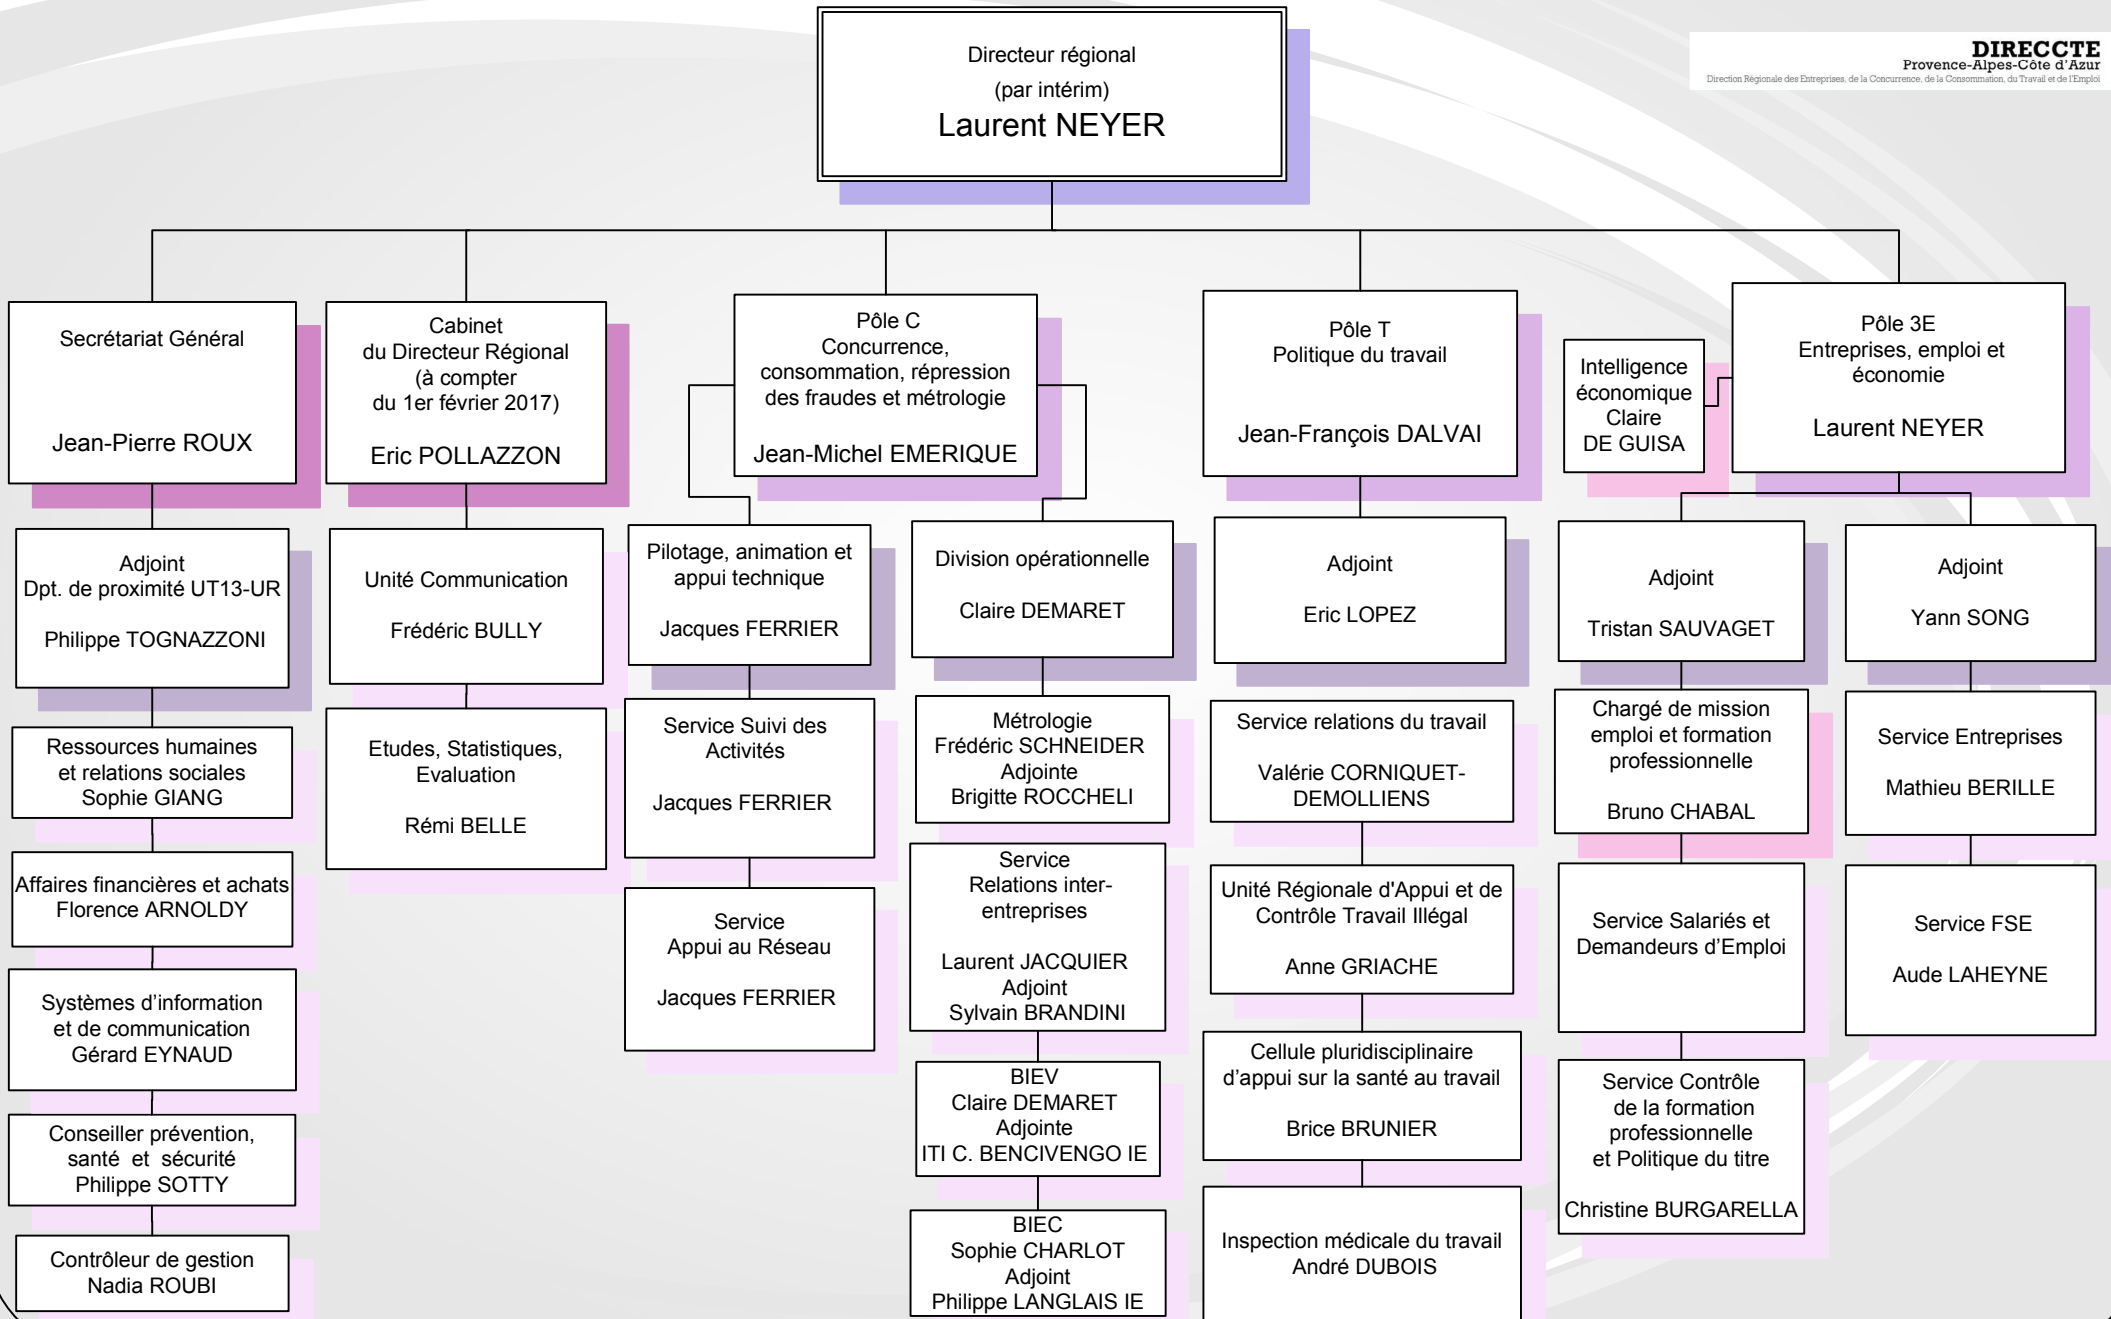 Directeur régional
(par intérim)
Laurent NEYER
DIRECCTE
Provence-Alpes-Côte d'Azur
Direction Régionale des Entreprises, de la Concurrence, de la Consommation, du Travail et de l'Emploi
Secrétariat Général
Jean-Pierre ROUX
Cabinet
du Directeur Régional
(à compter
du 1er février 2017)
Eric POLLAZZON
Pôle C
Concurrence,
consommation, répression
des fraudes et métrologie
Jean-Michel EMERIQUE
Pôle T
Politique du travail
Jean-François DALVAI
Intelligence
économique
Claire
DE GUISA
Pôle 3E
Entreprises, emploi et
économie
Laurent NEYER
Adjoint
Dpt. de proximité UT13-UR
Philippe TOGNAZZONI
Ressources humaines
et relations sociales
Sophie GIANG
Affaires financières et achats
Florence ARNOLDY
Systèmes d'information
et de communication
Gérard EYNAUD
Conseiller prévention,
santé et sécurité
Philippe SOTTY
Contrôleur de gestion
Nadia ROUBI
Unité Communication
Frédéric BULLY
Etudes, Statistiques,
Evaluation
Rémi BELLE
Pilotage, animation et
appui technique
Jacques FERRIER
Service Suivi des
Activités
Jacques FERRIER
Service
Appui au Réseau
Jacques FERRIER
Division opérationnelle
Claire DEMARET
Métrologie
Frédéric SCHNEIDER
Adjointe
Brigitte ROCCHELI
Service
Relations inter-
entreprises
Laurent JACQUIER
Adjoint
Sylvain BRANDINI
BIEV
Claire DEMARET
Adjointe
ITI C. BENCIVENGO IE
BIEC
Sophie CHARLOT
Adjoint
Philippe LANGLAIS IE
Adjoint
Eric LOPEZ
Service relations du travail
Valérie CORNIQUET-
DEMOLLIENS
Unité Régionale d'Appui et de
Contrôle Travail Illégal
Anne GRIACHE
Cellule pluridisciplinaire
d'appui sur la santé au travail
Brice BRUNIER
Inspection médicale du travail
André DUBOIS
Adjoint
Tristan SAUVAGET
Chargé de mission
emploi et formation
professionnelle
Bruno CHABAL
Service Salariés et
Demandeurs d'Emploi
Service Contrôle
de la formation
professionnelle
et Politique du titre
Christine BURGARELLA
Adjoint
Yann SONG
Service Entreprises
Mathieu BERILLE
Service FSE
Aude LAHEYNE